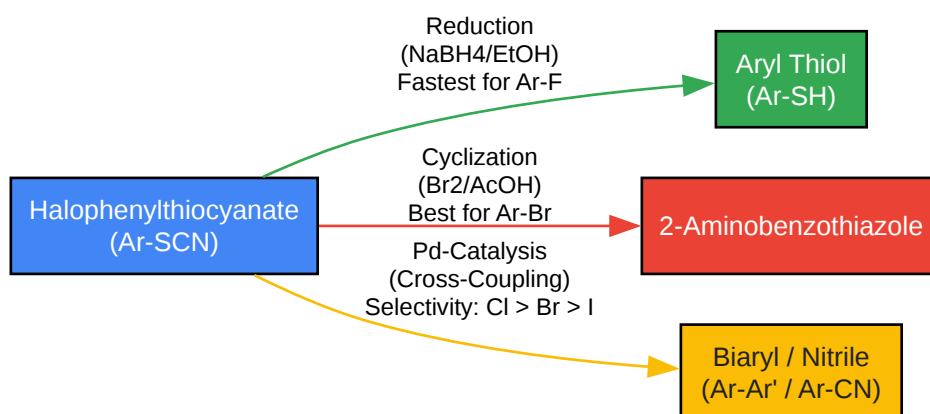 Reduction
(NaBH4/EtOH)
Fastest for Ar-F
Aryl Thiol
(Ar-SH)
Halophenylthiocyanate
(Ar-SCN)
Cyclization
(Br2/AcOH)
Best for Ar-Br
2-Aminobenzothiazole
Pd-Catalysis
(Cross-Coupling)
Selectivity: Cl > Br > I
Biaryl / Nitrile
(Ar-Ar' / Ar-CN)